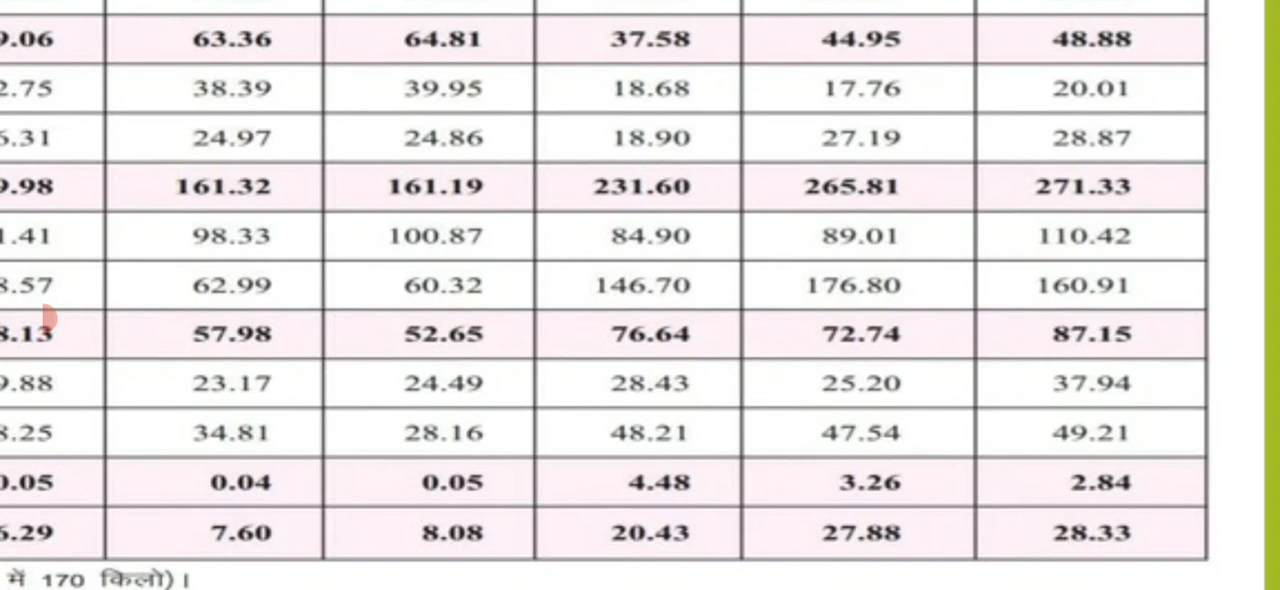 9.06 63.36 64.81 37.58 44.95 48.88
2.75 38.39 39.95 18.68 17.76 20.01
6.31 24.97 24.86 18.90 27.19 28.87
9.98 161.32 161.19 231.60 265.81 271.33
1.41 98.33 100.87 84.90 89.01 110.42
8.57 62.99 60.32 146.70 176.80 160.91
8.13 57.98 52.65 76.64 72.74 87.15
9.88 23.17 24.49 28.43 25.20 37.94
8.25 34.81 28.16 48.21 47.54 49.21
0.05 0.04 0.05 4.48 3.26 2.84
6.29 7.60 8.08 20.43 27.88 28.33
में 170 किलो)।